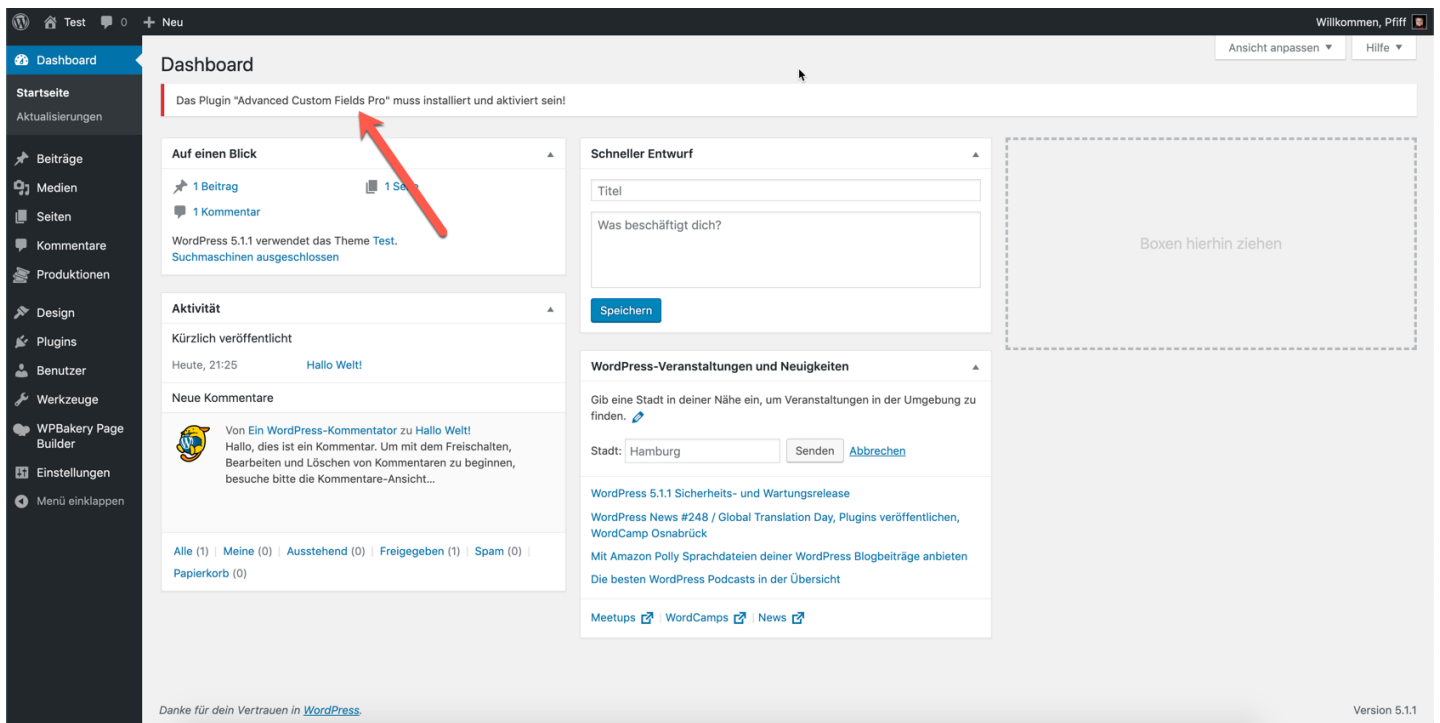 Test 0 Neu Willkommen, Pfiff
Ansicht anpassen ▼ Hilfe ▼
Dashboard
Startseite
Aktualisierungen
Beiträge
Medien
Seiten
Kommentare
Produktionen
Design
Plugins
Benutzer
Werkzeuge
WPBakery Page
Builder
Einstellungen
Menü einklappen
Dashboard
Das Plugin "Advanced Custom Fields Pro" muss installiert und aktiviert sein!
Auf einen Blick
1 Beitrag
1 Kommentar
WordPress 5.1.1 verwendet das Theme Test.
Suchmaschinen ausgeschlossen
Aktivität
Kürzlich veröffentlicht
Heute, 21:25 Hallo Welt!
Neue Kommentare
Von Ein WordPress-Kommentator zu Hallo Welt!
Hallo, dies ist ein Kommentar. Um mit dem Freischalten,
Bearbeiten und Löschen von Kommentaren zu beginnen,
besuche bitte die Kommentare-Ansicht...
Alle (1) | Meine (0) | Ausstehend (0) | Freigegeben (1) | Spam (0) |
Papierkorb (0)
Schneller Entwurf
Titel
Was beschäftigt dich?
Speichern
WordPress-Veranstaltungen und Neuigkeiten
Gib eine Stadt in deiner Nähe ein, um Veranstaltungen in der Umgebung zu
finden.
Stadt: Hamburg Senden Abbrechen
WordPress 5.1.1 Sicherheits- und Wartungsrelease
WordPress News #248 / Global Translation Day, Plugins veröffentlichen,
WordCamp Osnabrück
Mit Amazon Polly Sprachdateien deiner WordPress Blogbeiträge anbieten
Die besten WordPress Podcasts in der Übersicht
Meetups | WordCamps | News
Boxen hierhin ziehen
Danke für dein Vertrauen in WordPress.
Version 5.1.1